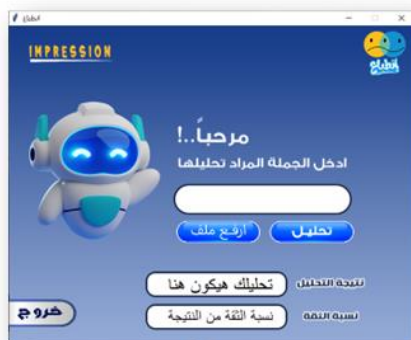 انطباع
IMPRESSION
انطباع
مرحباً..!
ادخل الجملة المراد تحليلها
تحليل
ارفع ملف
نتيجة التحليل
تحليلك هيكون هنا
نسبة الثقة
نسبة الثقة من النتيجة
خروج